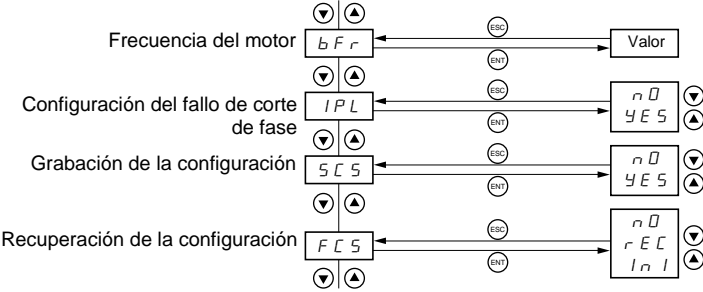 ESC
Frecuencia del motor bFr Valor
ENT
ESC
Configuración del fallo de corte IPL nO
de fase YES
ENT
ESC
Grabación de la configuración SCS nO
YES
ENT
nO
ESC
Recuperación de la configuración FCS rEC
ENT
InI